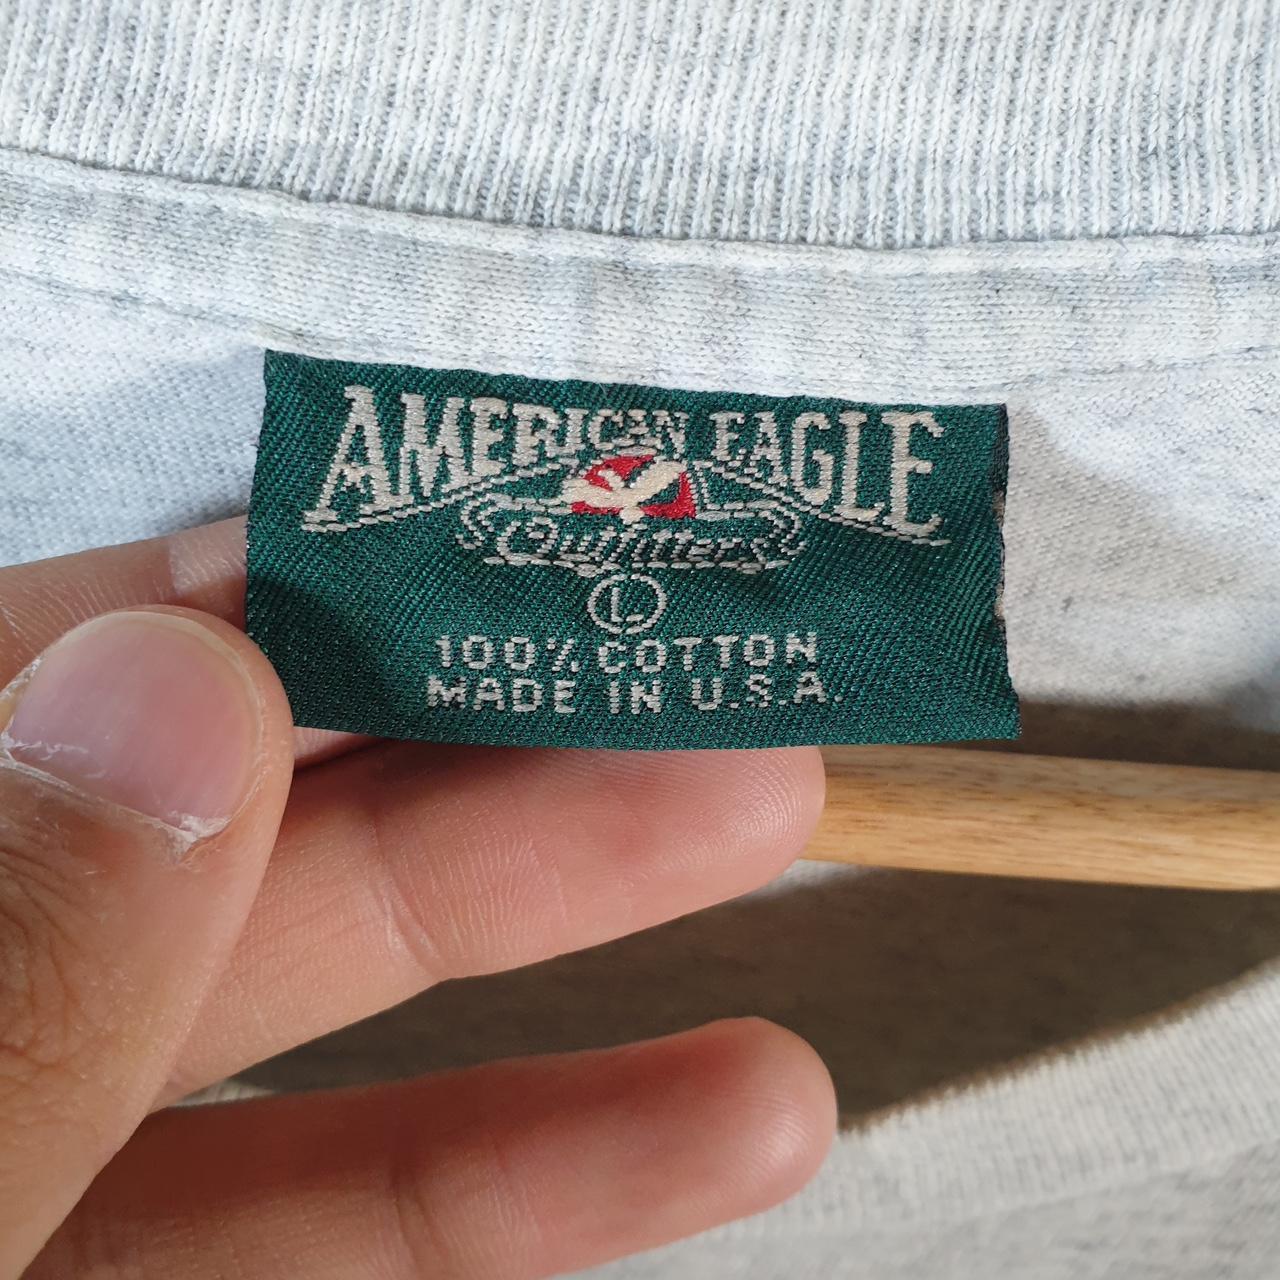 AMERICAN EAGLE
Outfitters
L
100% COTTON
MADE IN U.S.A.